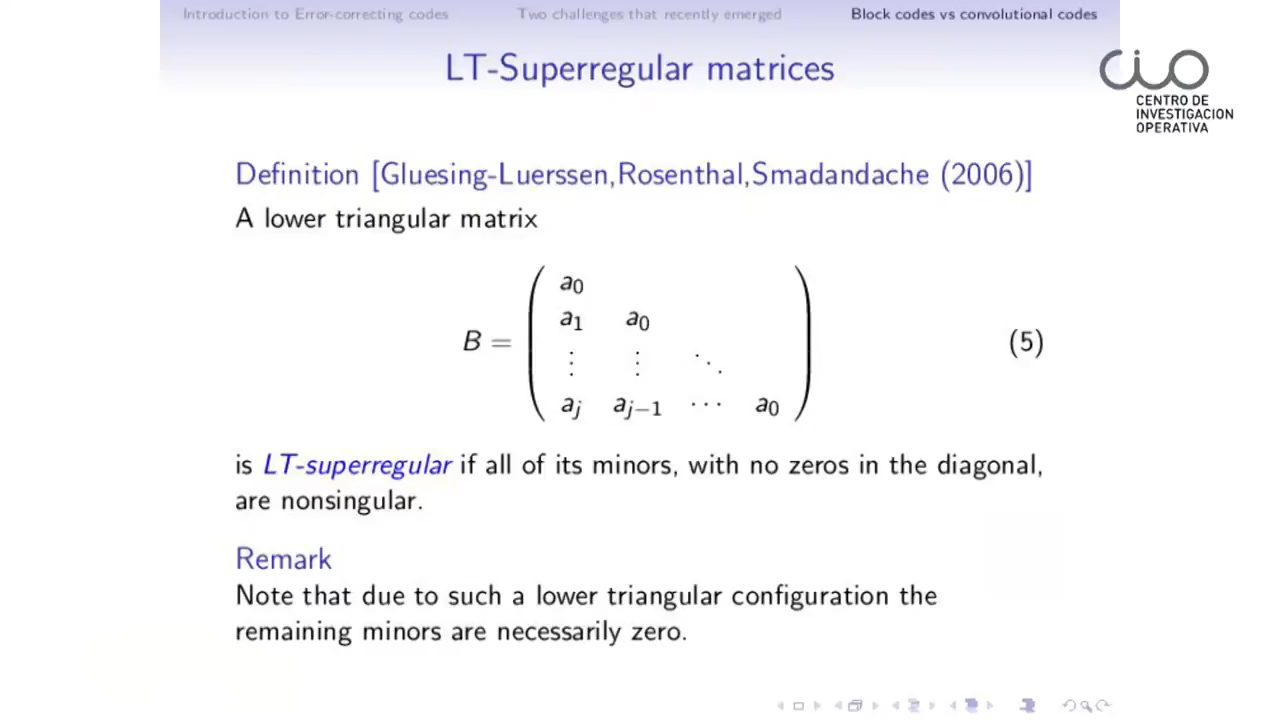 Introduction to Error-correcting codes Two challenges that recently emerged Block codes vs convolutional codes
LT-Superregular matrices
CIO
CENTRO DE
INVESTIGACION
OPERATIVA
Definition [Gluesing-Luerssen,Rosenthal,Smadandache (2006)]
A lower triangular matrix
a₀
a₁ a₀
B = ⋮ ⋮ ⋱ (5)
aⱼ aⱼ₋₁ ⋯ a₀
is LT-superregular if all of its minors, with no zeros in the diagonal,
are nonsingular.
Remark
Note that due to such a lower triangular configuration the
remaining minors are necessarily zero.